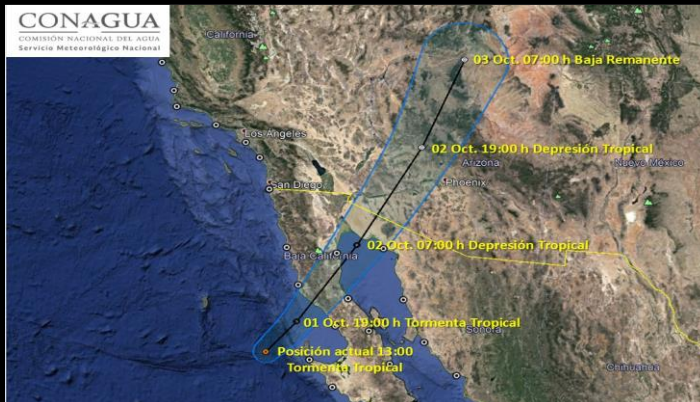 CONAGUA
COMISIÓN NACIONAL DEL AGUA
Servicio Meteorológico Nacional
California
03 Oct. 07:00 h Baja Remanente
Los Angeles
02 Oct. 19:00 h Depresión Tropical
Arizona
Nuevo México
San Diego
Phoenix
02 Oct. 07:00 h Depresión Tropical
Baja California
01 Oct. 19:00 h Tormenta Tropical
Sonora
Posición actual 13:00
Tormenta Tropical
Chihuahua